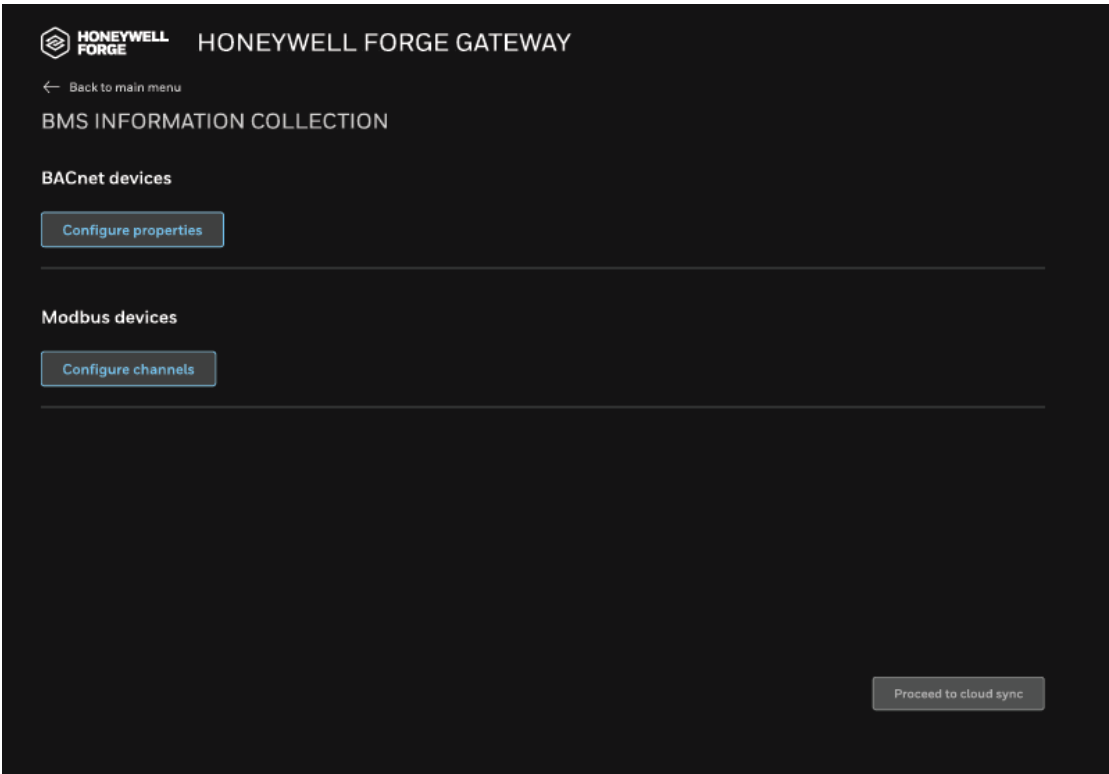 HONEYWELL
FORGE
HONEYWELL FORGE GATEWAY
Back to main menu
BMS INFORMATION COLLECTION
BACnet devices
Configure properties
Modbus devices
Configure channels
Proceed to cloud sync